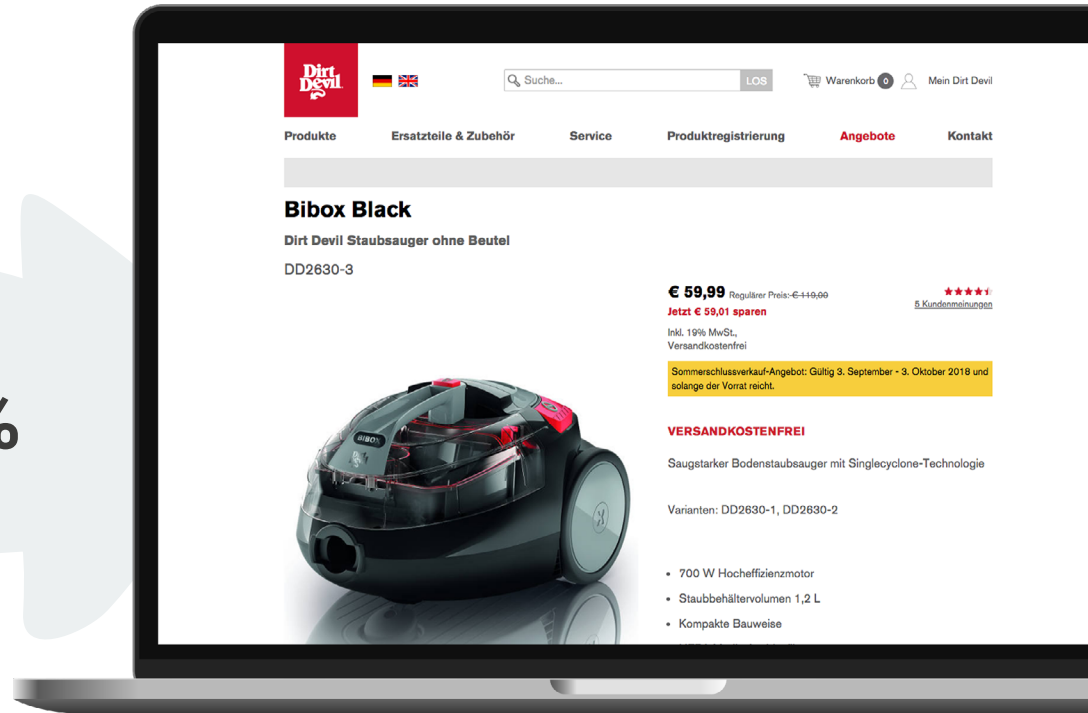 Dirt
Devil
Suche...
LOS
Warenkorb 0
Mein Dirt Devil
Produkte
Ersatzteile & Zubehör
Service
Produktregistrierung
Angebote
Kontakt
Bibox Black
Dirt Devil Staubsauger ohne Beutel
DD2630-3
€ 59,99 Regulärer Preis: € 119,00
Jetzt € 59,01 sparen
5 Kundenmeinungen
Inkl. 19% MwSt.,
Versandkostenfrei
Sommerschlussverkauf-Angebot: Gültig 3. September - 3. Oktober 2018 und
solange der Vorrat reicht.
%
BIBOX
VERSANDKOSTENFREI
Saugstarker Bodenstaubsauger mit Singlecyclone-Technologie
Varianten: DD2630-1, DD2630-2
• 700 W Hocheffizienzmotor
• Staubbehältervolumen 1,2 L
• Kompakte Bauweise